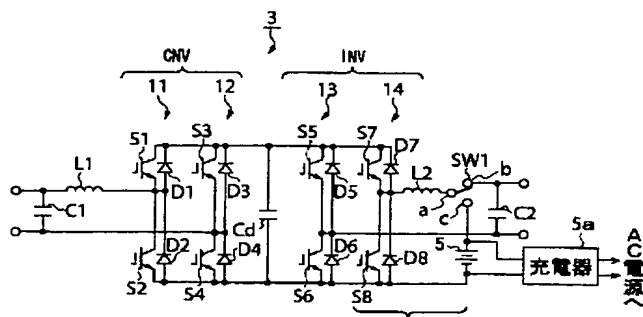 3
CNV
INV
11
12
13
14
S1
S3
S5
S7
D7
L1
L2
SW1
b
D1
D3
D5
a
c
C1
C2
Cd
D2
D4
D6
D8
5
5a
充電器
AC電源へ
S2
S4
S6
S8